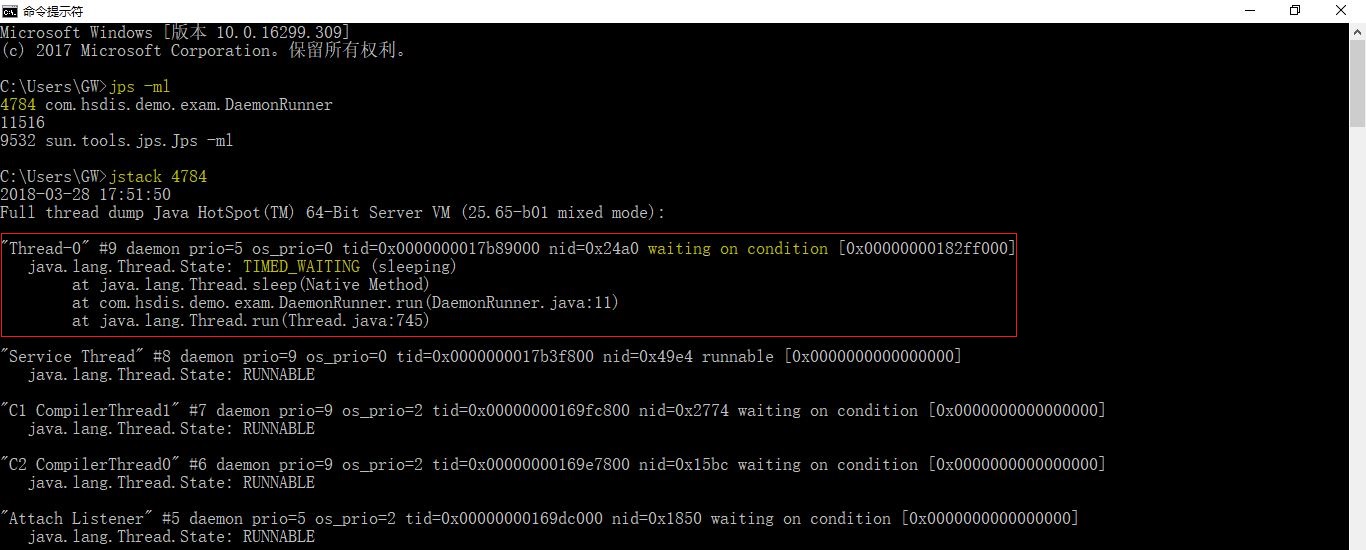 命令提示符
Microsoft Windows [版本 10.0.16299.309]
(c) 2017 Microsoft Corporation。保留所有权利。
C:\Users\GW>jps -ml
4784 com.hsdis.demo.exam.DaemonRunner
11516
9532 sun.tools.jps.Jps -ml
C:\Users\GW>jstack 4784
2018-03-28 17:51:50
Full thread dump Java HotSpot(TM) 64-Bit Server VM (25.65-b01 mixed mode):
"Thread-0" #9 daemon prio=5 os_prio=0 tid=0x0000000017b89000 nid=0x24a0 waiting on condition [0x00000000182ff000]
java.lang.Thread.State: TIMED_WAITING (sleeping)
at java.lang.Thread.sleep(Native Method)
at com.hsdis.demo.exam.DaemonRunner.run(DaemonRunner.java:11)
at java.lang.Thread.run(Thread.java:745)
"Service Thread" #8 daemon prio=9 os_prio=0 tid=0x0000000017b3f800 nid=0x49e4 runnable [0x0000000000000000]
java.lang.Thread.State: RUNNABLE
"C1 CompilerThread1" #7 daemon prio=9 os_prio=2 tid=0x00000000169fc800 nid=0x2774 waiting on condition [0x0000000000000000]
java.lang.Thread.State: RUNNABLE
"C2 CompilerThread0" #6 daemon prio=9 os_prio=2 tid=0x00000000169e7800 nid=0x15bc waiting on condition [0x0000000000000000]
java.lang.Thread.State: RUNNABLE
"Attach Listener" #5 daemon prio=5 os_prio=2 tid=0x00000000169dc000 nid=0x1850 waiting on condition [0x0000000000000000]
java.lang.Thread.State: RUNNABLE